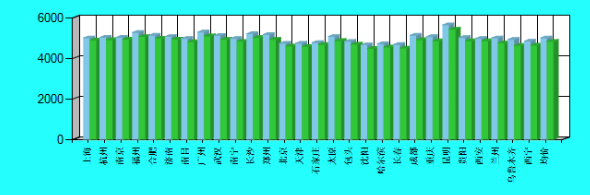 6000
4000
2000
0
上海
杭州
南京
福州
合肥
济南
南昌
广州
武汉
南宁
长沙
郑州
北京
天津
石家庄
太原
包头
沈阳
哈尔滨
长春
成都
重庆
昆明
贵阳
西安
兰州
乌鲁木齐
西宁
均价